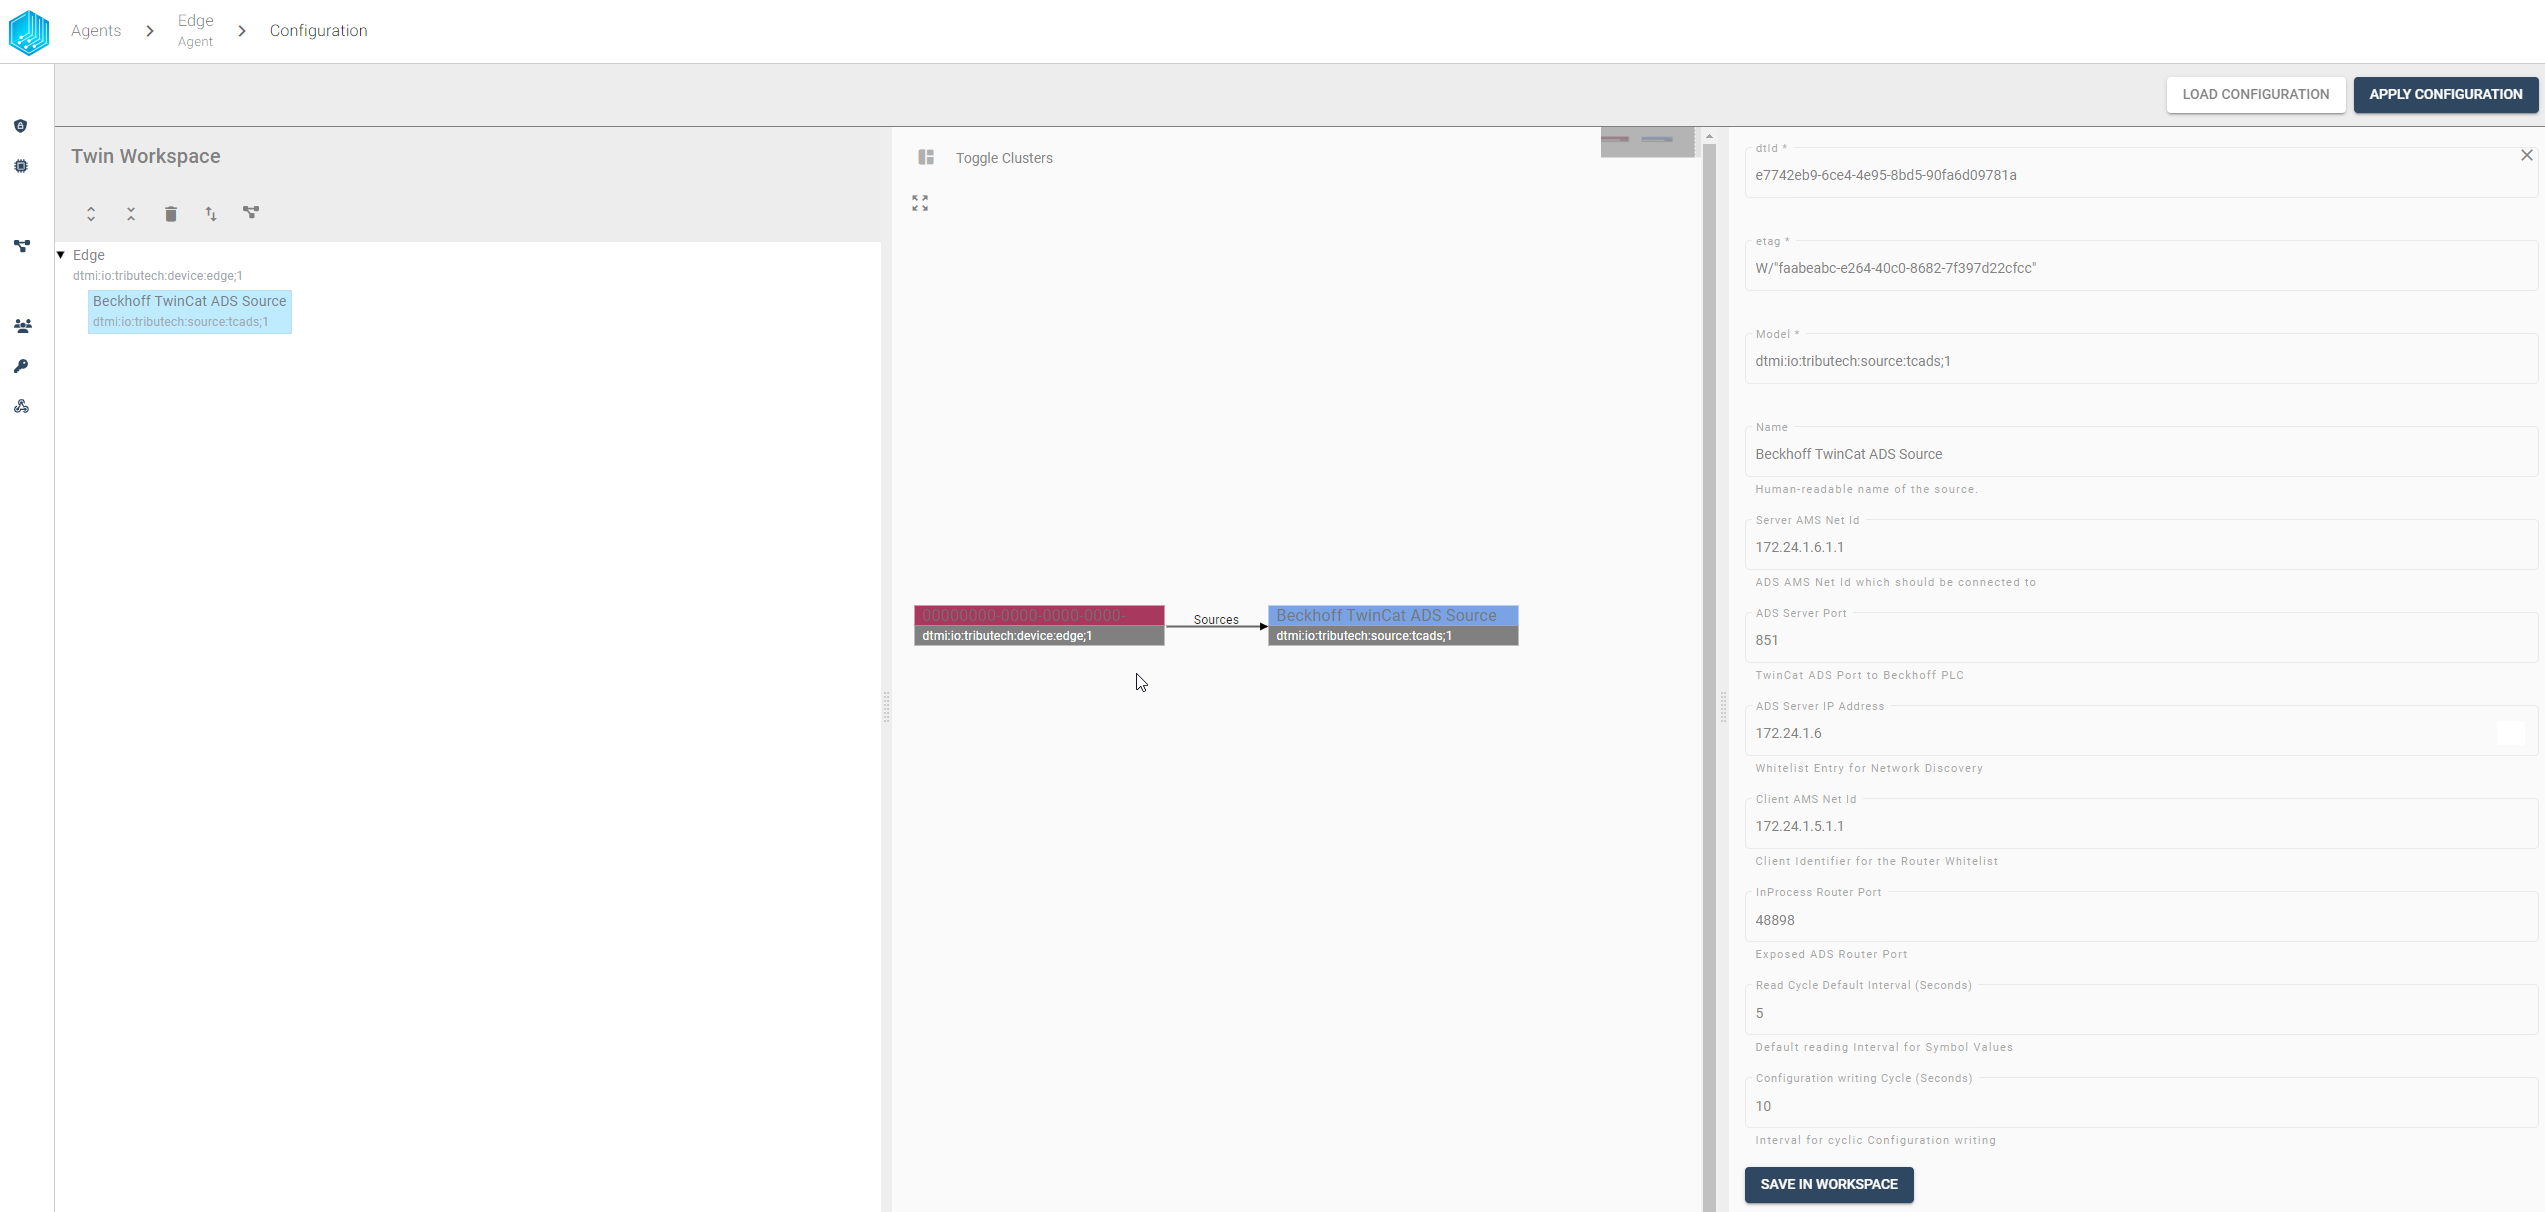 Agents
Edge
Agent
Configuration
LOAD CONFIGURATION
APPLY CONFIGURATION
Twin Workspace
Edge
dtmi:io:tributech:device:edge;1
Beckhoff TwinCat ADS Source
dtmi:io:tributech:source:tcads;1
Toggle Clusters
00000000-0000-0000-0000-
dtmi:io:tributech:device:edge;1
Sources
Beckhoff TwinCat ADS Source
dtmi:io:tributech:source:tcads;1
dtId *
e7742eb9-6ce4-4e95-8bd5-90fa6d09781a
etag *
W/"faabeabc-e264-40c0-8682-7f397d22cfcc"
Model *
dtmi:io:tributech:source:tcads;1
Name
Beckhoff TwinCat ADS Source
Human-readable name of the source.
Server AMS Net Id
172.24.1.6.1.1
ADS AMS Net Id which should be connected to
ADS Server Port
851
TwinCat ADS Port to Beckhoff PLC
ADS Server IP Address
172.24.1.6
Whitelist Entry for Network Discovery
Client AMS Net Id
172.24.1.5.1.1
Client Identifier for the Router Whitelist
InProcess Router Port
48898
Exposed ADS Router Port
Read Cycle Default Interval (Seconds)
5
Default reading Interval for Symbol Values
Configuration writing Cycle (Seconds)
10
Interval for cyclic Configuration writing
SAVE IN WORKSPACE